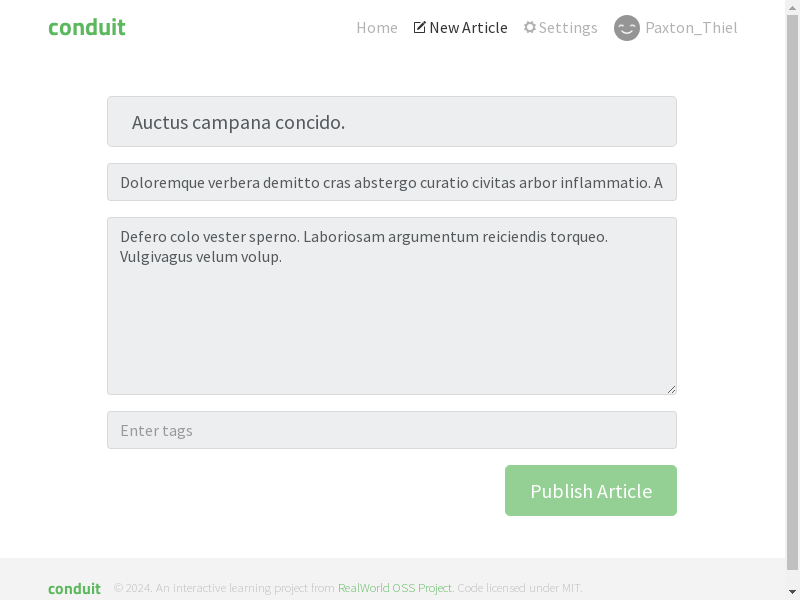 conduit
Home
New Article
Settings
Paxton_Thiel
Auctus campana concido.
Doloremque verbera demitto cras abstergo curatio civitas arbor inflammatio. A
Defero colo vester sperno. Laboriosam argumentum reiciendis torqueo.
Vulgivagus velum volup.
Enter tags
Publish Article
conduit © 2024. An interactive learning project from RealWorld OSS Project. Code licensed under MIT.